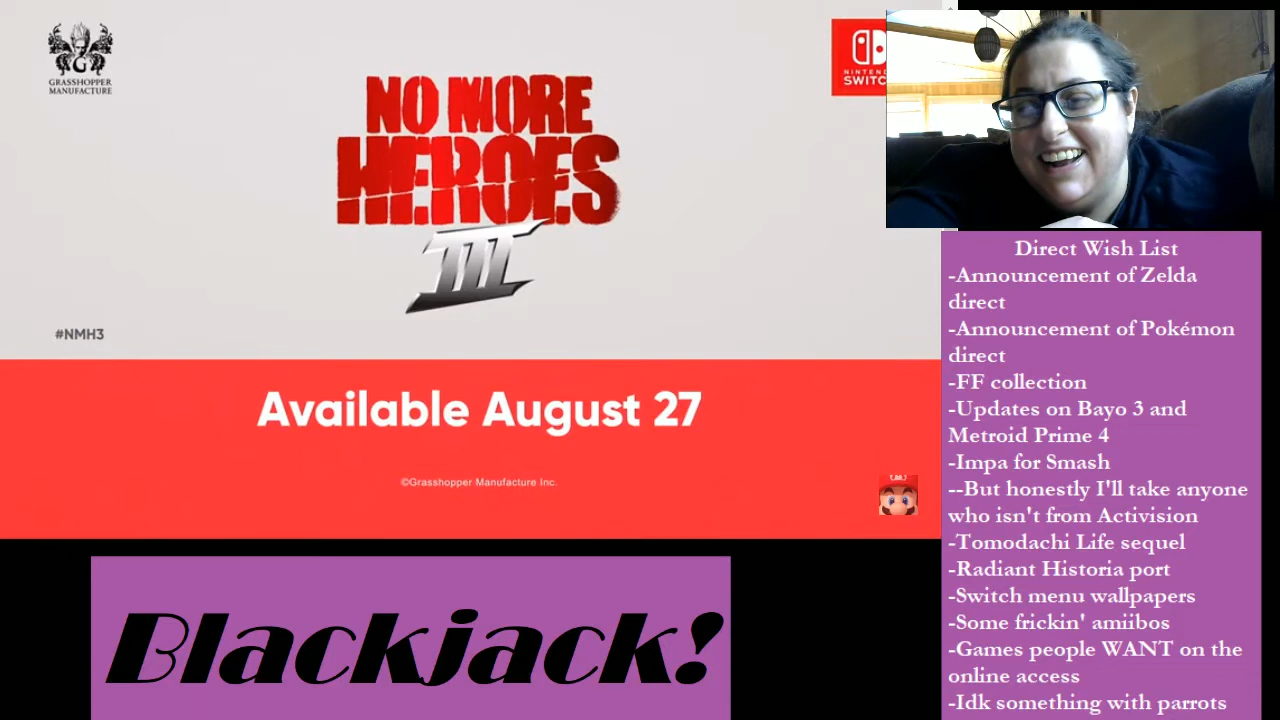 GRASSHOPPER
MANUFACTURE
NO MORE
HEROES
III
#NMH3
SWITC
Available August 27
©Grasshopper Manufacture Inc.
Blackjack!
Direct Wish List
-Announcement of Zelda
direct
-Announcement of Pokémon
direct
-FF collection
-Updates on Bayo 3 and
Metroid Prime 4
-Impa for Smash
--But honestly I'll take anyone
who isn't from Activision
-Tomodachi Life sequel
-Radiant Historia port
-Switch menu wallpapers
-Some frickin' amiibos
-Games people WANT on the
online access
-Idk something with parrots